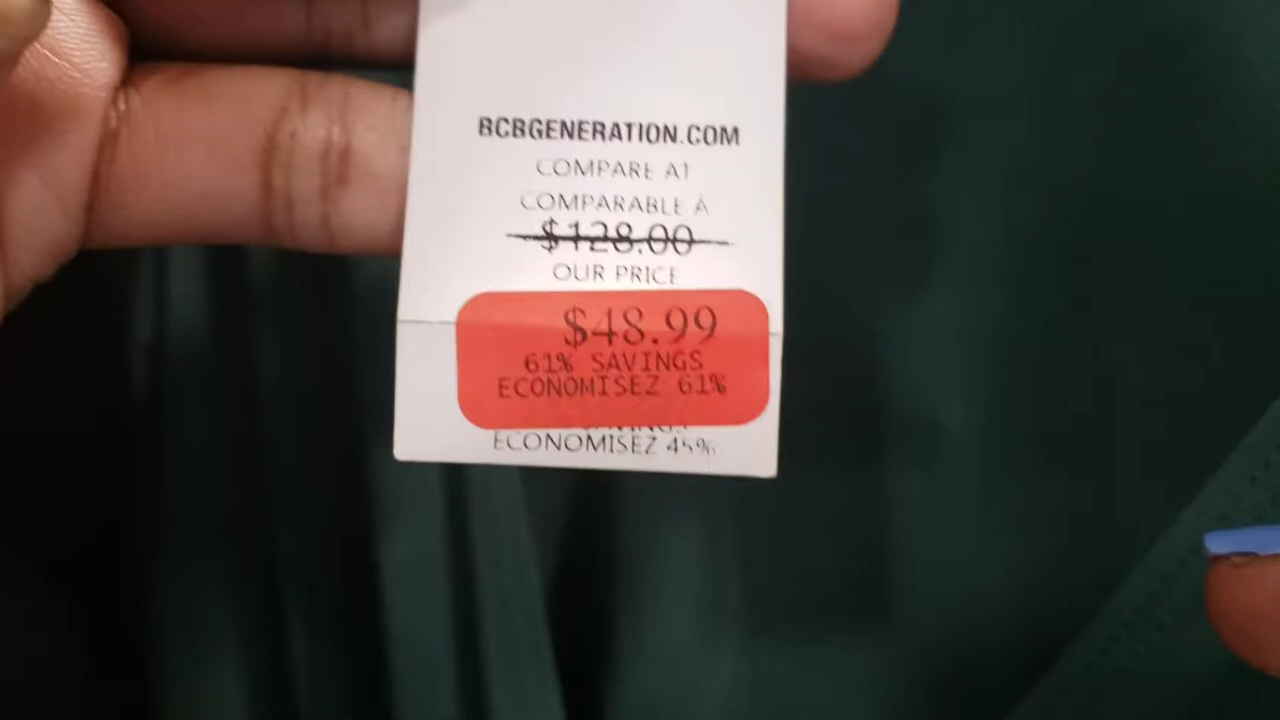 BCBGENERATION.COM
COMPARE AT
COMPARABLE À
$128.00
OUR PRICE
$48.99
61% SAVINGS
ECONOMISEZ 61%
ECONOMISEZ 45%